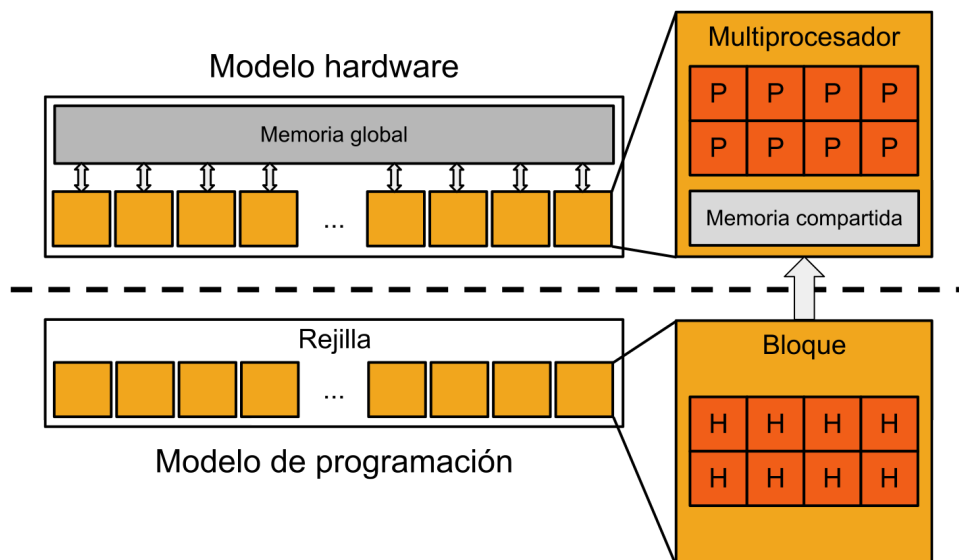 Modelo hardware
Memoria global
...
Multiprocesador
P P P P
P P P P
Memoria compartida
Rejilla
...
Modelo de programación
Bloque
H H H H
H H H H